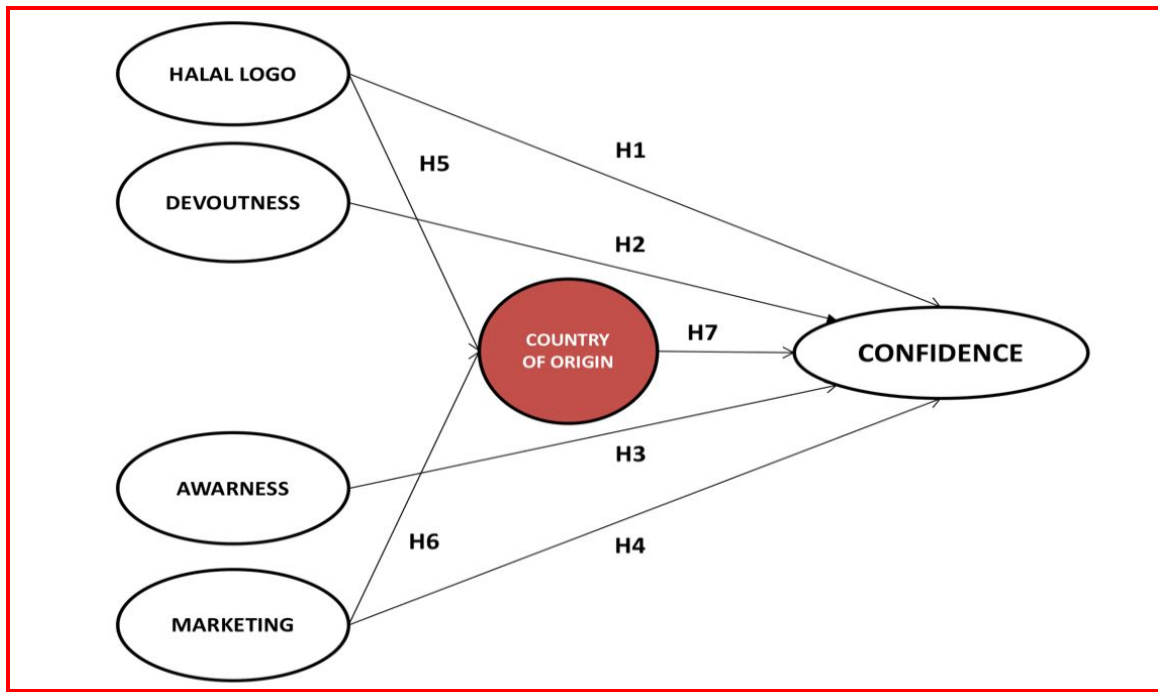 HALAL LOGO
H1
H5
DEVOUTNESS
H2
H7
COUNTRY
OF ORIGIN
CONFIDENCE
H3
AWARNESS
H6
H4
MARKETING